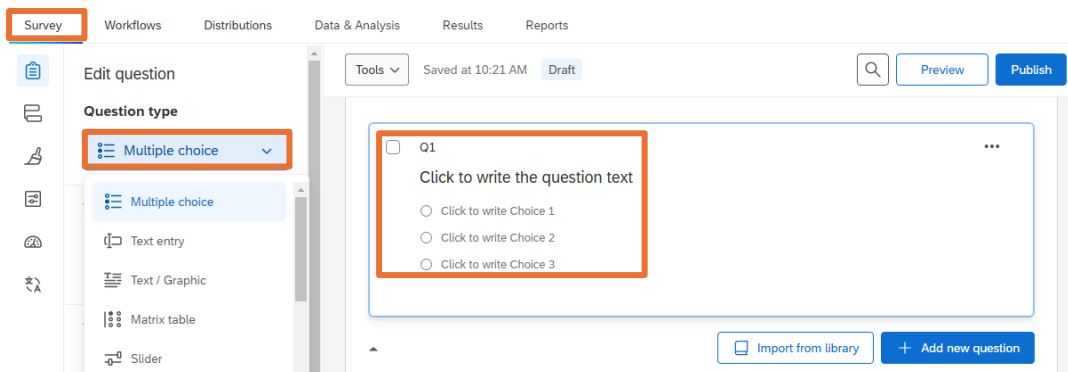 Survey Workflows Distributions Data & Analysis Results Reports
Edit question
Question type
Multiple choice
Multiple choice
Text entry
Text / Graphic
Matrix table
Slider
Tools Saved at 10:21 AM Draft Preview Publish
Q1
Click to write the question text
Click to write Choice 1
Click to write Choice 2
Click to write Choice 3
Import from library Add new question